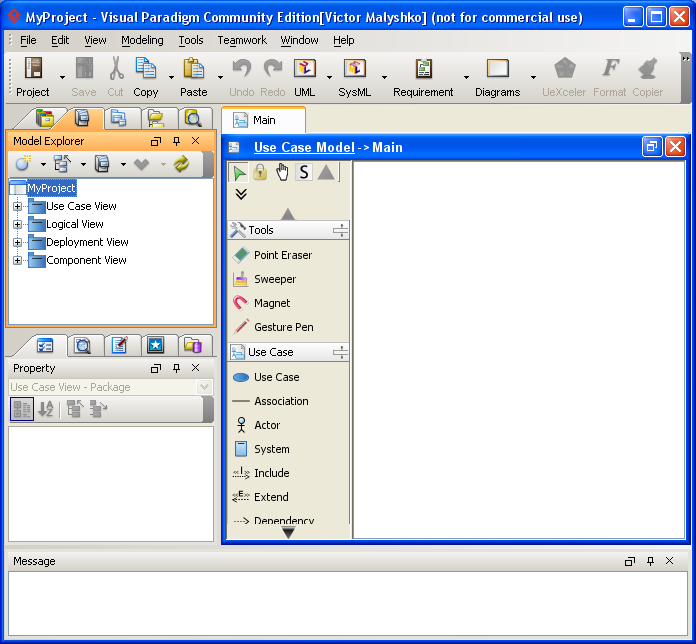 MyProject - Visual Paradigm Community Edition[Victor Malyshko] (not for commercial use)
File Edit View Modeling Tools Teamwork Window Help
Project Save Cut Copy Paste Undo Redo UML SysML Requirement Diagrams UeXceler Format Copier
Main
Model Explorer
Use Case Model->Main
MyProject
Use Case View
Logical View
Deployment View
Component View
S
Tools
Point Eraser
Sweeper
Magnet
Gesture Pen
Use Case
Use Case
Association
Actor
System
Include
Extend
Dependency
Property
Use Case View - Package
Message